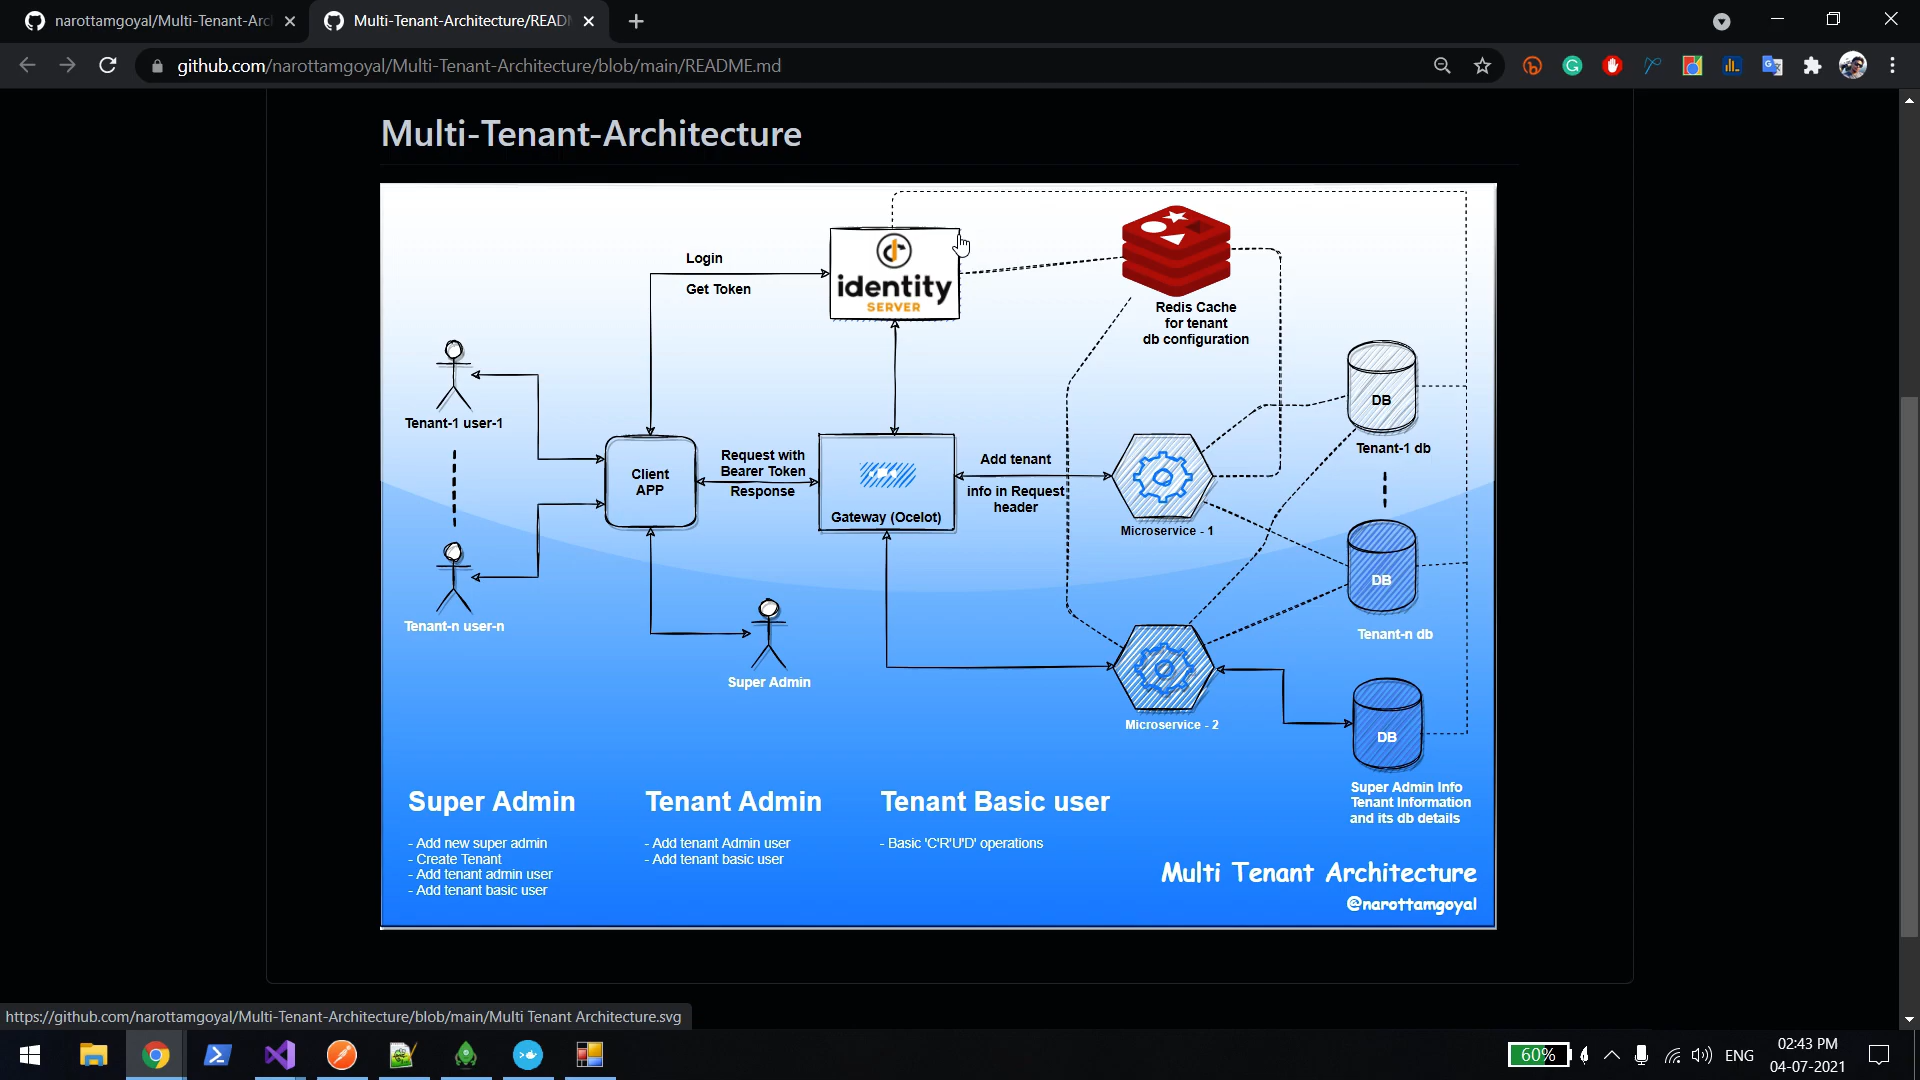 narottamgoyal/Multi-Tenant-Arc
Multi-Tenant-Architecture/READ
github.com/narottamgoyal/Multi-Tenant-Architecture/blob/main/README.md
Multi-Tenant-Architecture
Login
Get Token
identity
SERVER
Redis Cache
for tenant
db configuration
Tenant-1 user-1
Client
APP
Request with
Bearer Token
Response
Gateway (Ocelot)
Add tenant
info in Request
header
Microservice - 1
DB
Tenant-1 db
DB
Tenant-n db
Tenant-n user-n
Super Admin
Microservice - 2
DB
Super Admin Info
Tenant Information
and its db details
Super Admin
- Add new super admin
- Create Tenant
- Add tenant admin user
- Add tenant basic user
Tenant Admin
- Add tenant Admin user
- Add tenant basic user
Tenant Basic user
- Basic 'C'R'U'D' operations
Multi Tenant Architecture
@narottamgoyal
https://github.com/narottamgoyal/Multi-Tenant-Architecture/blob/main/Multi Tenant Architecture.svg
60%
ENG
02:43 PM
04-07-2021